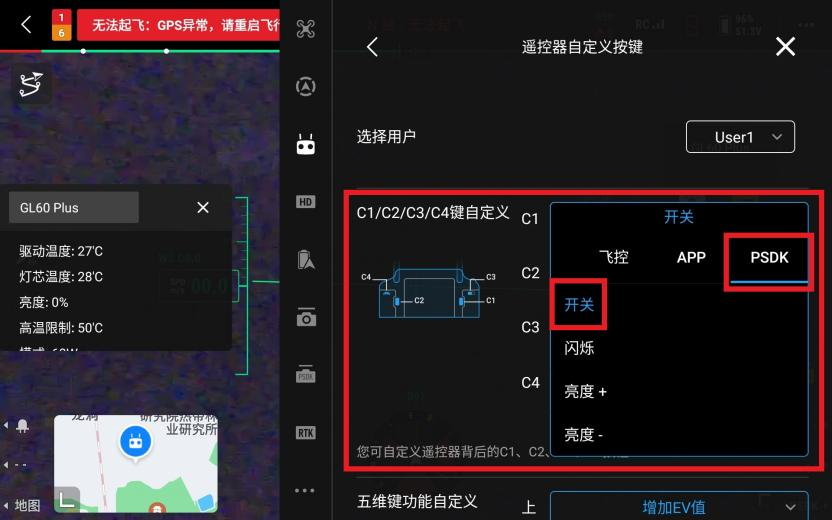 1
6
无法起飞：GPS异常，请重启飞行
GL60 Plus
驱动温度: 27℃
灯芯温度: 28℃
亮度: 0%
高温限制: 50℃
研究院热带林
业研究所
地图
HD
PSDK
RTK
遥控器自定义按键
选择用户
User1
C1/C2/C3/C4键自定义
C1
开关
飞控 APP PSDK
C4
C3
C2
C1
C2
开关
C3
闪烁
C4
亮度 +
亮度 -
您可自定义遥控器背后的C1、C2、
五维键功能自定义
上
增加EV值